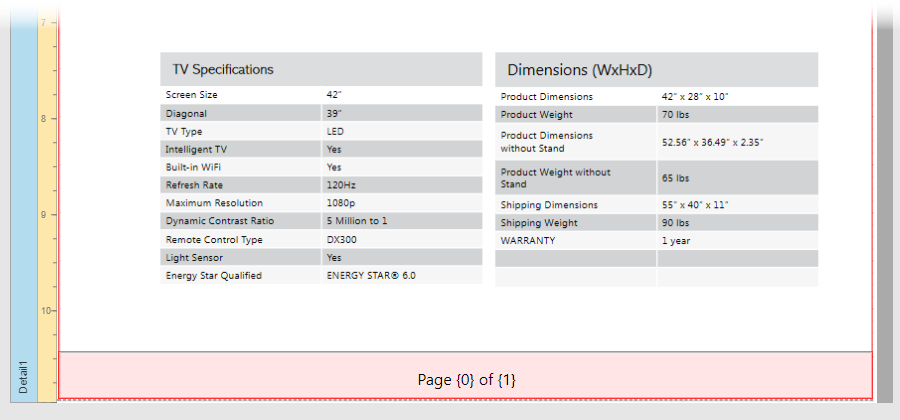 7
TV Specifications
Screen Size 42"
Diagonal 39"
TV Type LED
Intelligent TV Yes
Built-in WiFi Yes
Refresh Rate 120Hz
Maximum Resolution 1080p
Dynamic Contrast Ratio 5 Million to 1
Remote Control Type DX300
Light Sensor Yes
Energy Star Qualified ENERGY STAR® 6.0
Dimensions (WxHxD)
Product Dimensions 42" x 28" x 10"
Product Weight 70 lbs
Product Dimensions
without Stand
52.56" x 36.49" x 2.35"
Product Weight without
Stand
65 lbs
Shipping Dimensions 55" x 40" x 11"
Shipping Weight 90 lbs
WARRANTY 1 year
8
9
10
Detail1
Page {0} of {1}